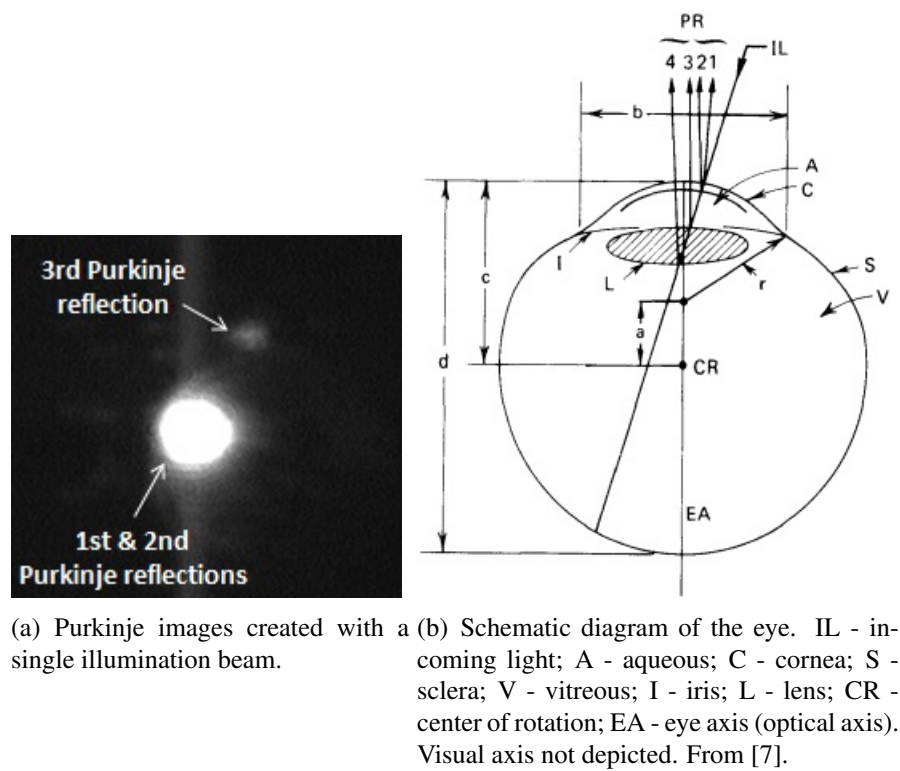 3rd Purkinje
reflection
1st & 2nd
Purkinje reflections
PR
4 3 2 1
IL
b
A
C
I
L
r
S
V
c
a
d
CR
EA
(a) Purkinje images created with a
single illumination beam.
(b) Schematic diagram of the eye. IL - in-
coming light; A - aqueous; C - cornea; S -
sclera; V - vitreous; I - iris; L - lens; CR -
center of rotation; EA - eye axis (optical axis).
Visual axis not depicted. From [7].